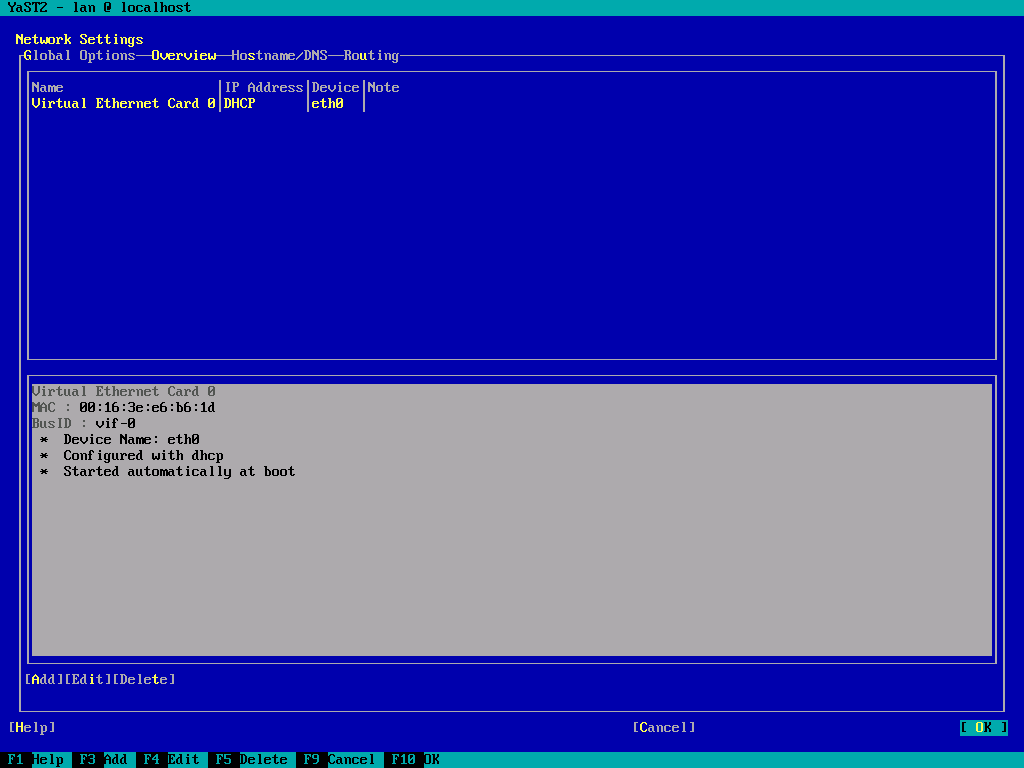 YaST2 - lan @ localhost
Network Settings
Global Options Overview Hostname/DNS Routing
Name IP Address Device Note
Virtual Ethernet Card 0 DHCP eth0
Virtual Ethernet Card 0
MAC : 00:16:3e:e6:b6:1d
BusID : vif-0
* Device Name: eth0
* Configured with dhcp
* Started automatically at boot
[Add][Edit][Delete]
[Help] [Cancel] [ OK ]
F1 Help F3 Add F4 Edit F5 Delete F9 Cancel F10 OK